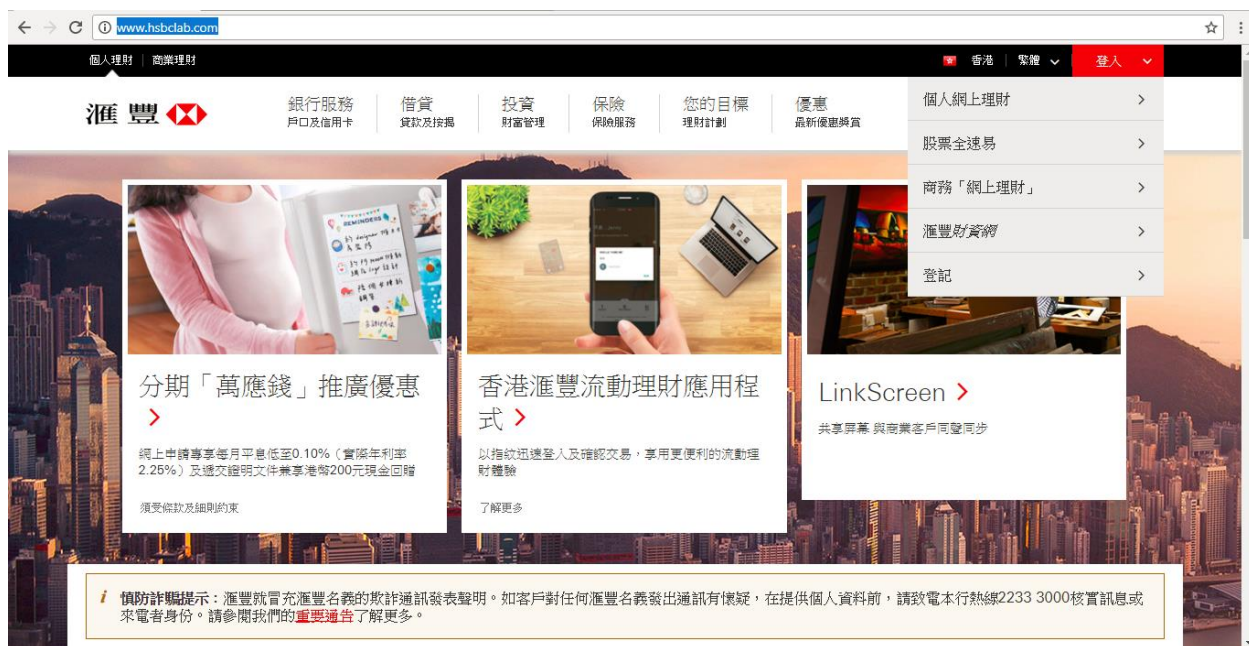 www.hsbclab.com
個人理財 商業理財 香港 繁體 登入
滙豐
銀行服務 借貸 投資 保險 您的目標 優惠
戶口及信用卡 貸款及按揭 財富管理 保險服務 理財計劃 最新優惠與獎賞
個人網上理財
股票全速易
商務「網上理財」
滙豐財資網
登記
REMINDERS
分期「萬應錢」推廣優惠
網上申請專享每月平息低至0.10%（實際年利率
2.25%）及遞交證明文件兼享港幣200元現金回贈
須受條款及細則約束
香港滙豐流動理財應用程
式
以指紋迅速登入及確認交易，享用更便利的流動理
財體驗
了解更多
LinkScreen
共享屏幕 與商業客戶同聲同步
慎防詐騙提示：滙豐就冒充滙豐名義的欺詐通訊發表聲明。如客戶對任何滙豐名義發出通訊有懷疑，在提供個人資料前，請致電本行熱線2233 3000核實訊息或
來電者身份。請參閱我們的重要通告了解更多。